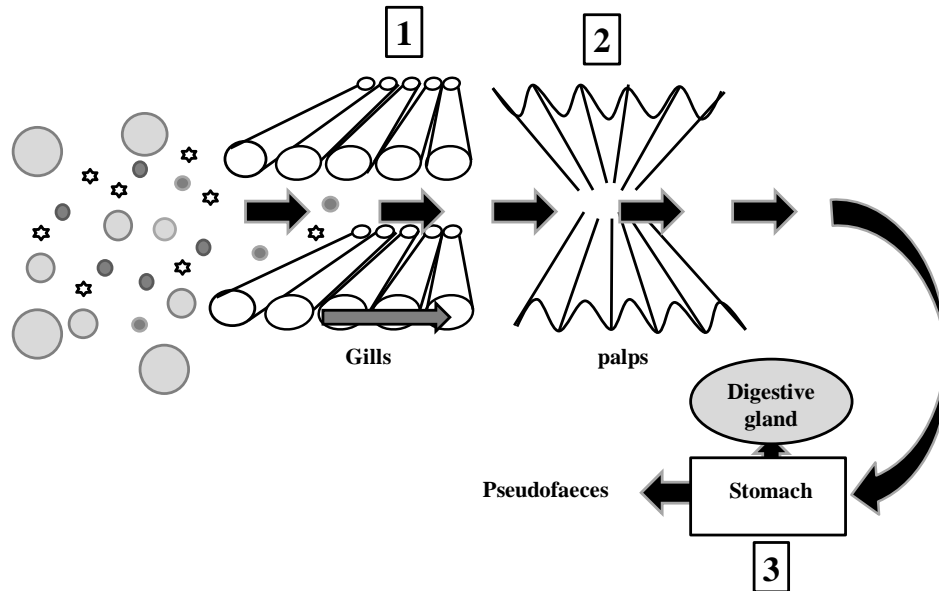 1
2
Gills
palps
Digestive
gland
Pseudofaeces
Stomach
3